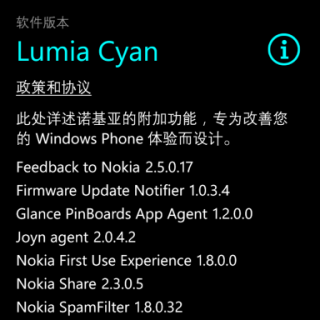 软件版本
Lumia Cyan
政策和协议
此处详述诺基亚的附加功能，专为改善您
的 Windows Phone 体验而设计。
Feedback to Nokia 2.5.0.17
Firmware Update Notifier 1.0.3.4
Glance PinBoards App Agent 1.2.0.0
Joyn agent 2.0.4.2
Nokia First Use Experience 1.8.0.0
Nokia Share 2.3.0.5
Nokia SpamFilter 1.8.0.32